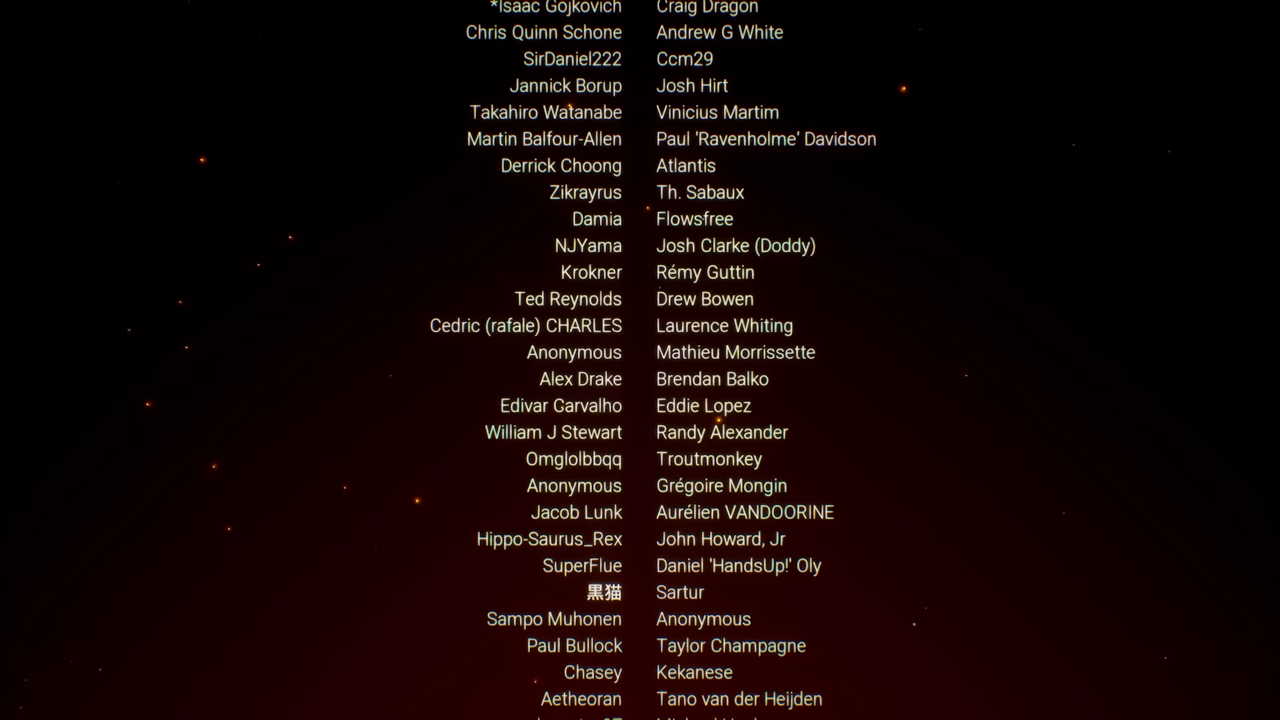 *Isaac Gojkovich Craig Dragon
Chris Quinn Schone Andrew G White
SirDaniel222 Ccm29
Jannick Borup Josh Hirt
Takahiro Watanabe Vinicius Martim
Martin Balfour-Allen Paul 'Ravenholme' Davidson
Derrick Choong Atlantis
Zikrayrus Th. Sabaux
Damia Flowsfree
NJYama Josh Clarke (Doddy)
Krokner Rémy Guttin
Ted Reynolds Drew Bowen
Cedric (rafale) CHARLES Laurence Whiting
Anonymous Mathieu Morrissette
Alex Drake Brendan Balko
Edivar Carvalho Eddie Lopez
William J Stewart Randy Alexander
Omglolbbqq Troutmonkey
Anonymous Grégoire Mongin
Jacob Lunk Aurélien VANDOORINE
Hippo-Saurus_Rex John Howard, Jr
SuperFlue Daniel 'HandsUp!' Oly
黒猫 Sartur
Sampo Muhonen Anonymous
Paul Bullock Taylor Champagne
Chasey Kekanese
Aetheoran Tano van der Heijden